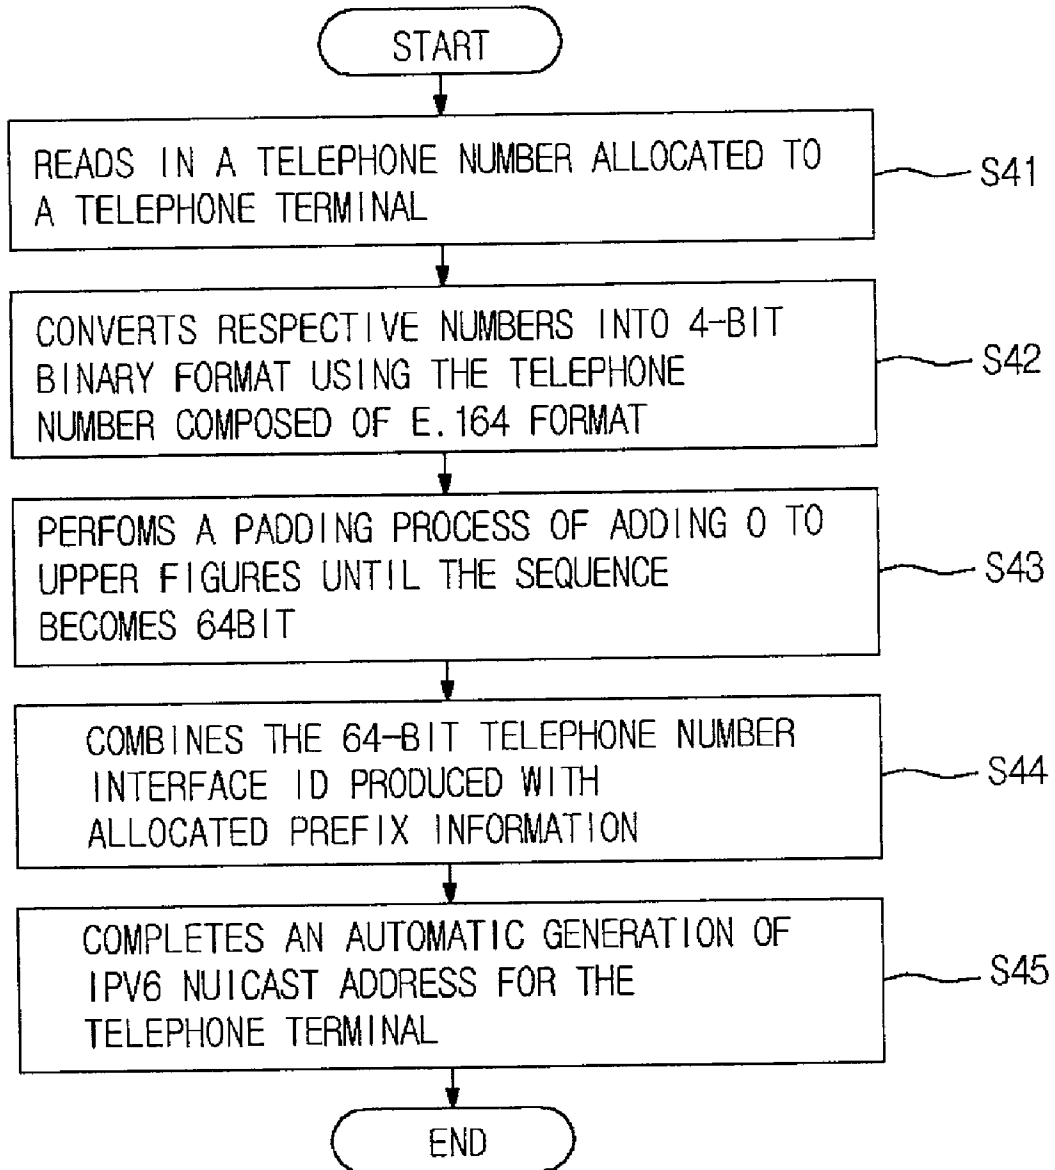 START
READS IN A TELEPHONE NUMBER ALLOCATED TO
A TELEPHONE TERMINAL
S41
CONVERTS RESPECTIVE NUMBERS INTO 4-BIT
BINARY FORMAT USING THE TELEPHONE
NUMBER COMPOSED OF E.164 FORMAT
S42
PERFOMS A PADDING PROCESS OF ADDING 0 TO
UPPER FIGURES UNTIL THE SEQUENCE
BECOMES 64BIT
S43
COMBINES THE 64-BIT TELEPHONE NUMBER
INTERFACE ID PRODUCED WITH
ALLOCATED PREFIX INFORMATION
S44
COMPLETES AN AUTOMATIC GENERATION OF
IPV6 NUICAST ADDRESS FOR THE
TELEPHONE TERMINAL
S45
END